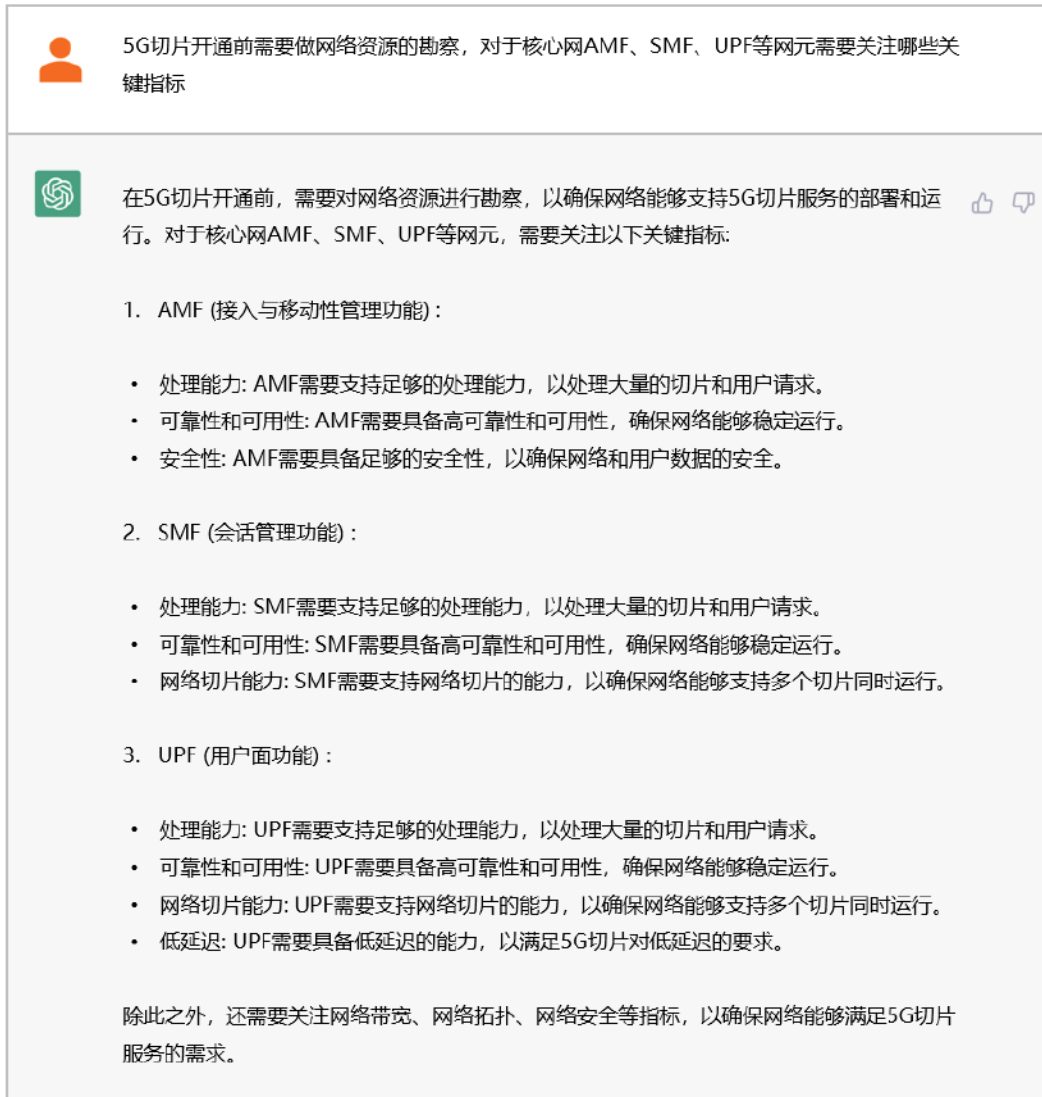 5G切片开通前需要做网络资源的勘察，对于核心网AMF、SMF、UPF等网元需要关注哪些关
键指标
在5G切片开通前，需要对网络资源进行勘察，以确保网络能够支持5G切片服务的部署和运
行。对于核心网AMF、SMF、UPF等网元，需要关注以下关键指标:
1. AMF (接入与移动性管理功能) :
• 处理能力: AMF需要支持足够的处理能力，以处理大量的切片和用户请求。
• 可靠性和可用性: AMF需要具备高可靠性和可用性，确保网络能够稳定运行。
• 安全性: AMF需要具备足够的安全性，以确保网络和用户数据的安全。
2. SMF (会话管理功能) :
• 处理能力: SMF需要支持足够的处理能力，以处理大量的切片和用户请求。
• 可靠性和可用性: SMF需要具备高可靠性和可用性，确保网络能够稳定运行。
• 网络切片能力: SMF需要支持网络切片的能力，以确保网络能够支持多个切片同时运行。
3. UPF (用户面功能) :
• 处理能力: UPF需要支持足够的处理能力，以处理大量的切片和用户请求。
• 可靠性和可用性: UPF需要具备高可靠性和可用性，确保网络能够稳定运行。
• 网络切片能力: UPF需要支持网络切片的能力，以确保网络能够支持多个切片同时运行。
• 低延迟: UPF需要具备低延迟的能力，以满足5G切片对低延迟的要求。
除此之外，还需要关注网络带宽、网络拓扑、网络安全等指标，以确保网络能够满足5G切片
服务的需求。